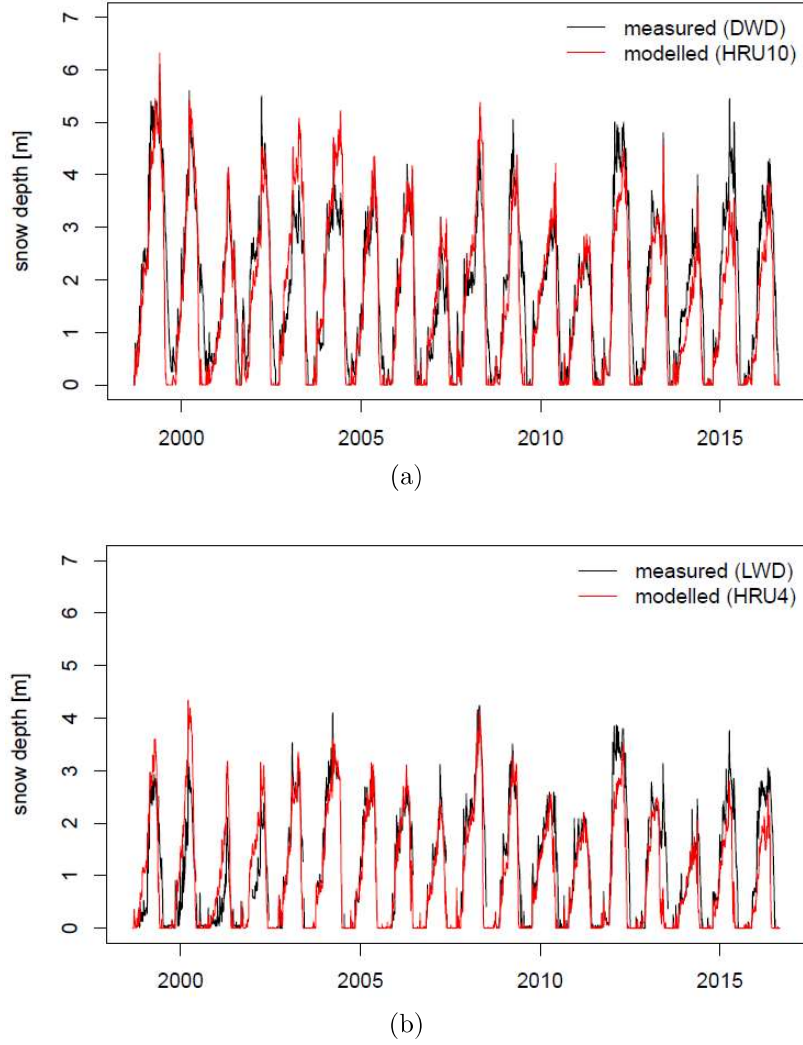 7
6
5
4
3
2
1
0
snow depth [m]
measured (DWD)
modelled (HRU10)
2000 2005 2010 2015
(a)
7
6
5
4
3
2
1
0
snow depth [m]
measured (LWD)
modelled (HRU4)
2000 2005 2010 2015
(b)